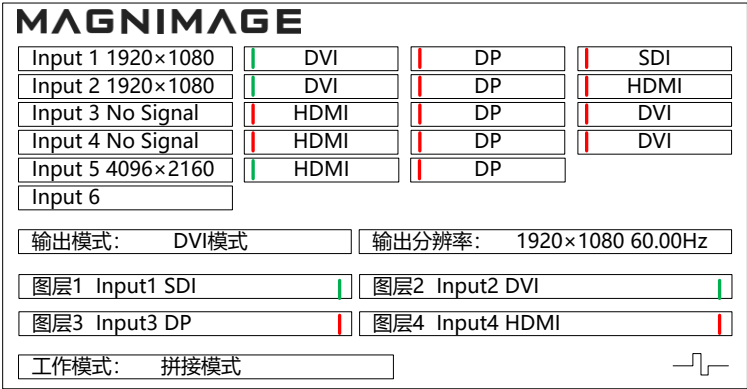 MAGNIMAGE
Input 1 1920×1080 DVI DP SDI
Input 2 1920×1080 DVI DP HDMI
Input 3 No Signal HDMI DP DVI
Input 4 No Signal HDMI DP DVI
Input 5 4096×2160 HDMI DP
Input 6
输出模式： DVI模式 输出分辨率： 1920×1080 60.00Hz
图层1 Input1 SDI 图层2 Input2 DVI
图层3 Input3 DP 图层4 Input4 HDMI
工作模式： 拼接模式